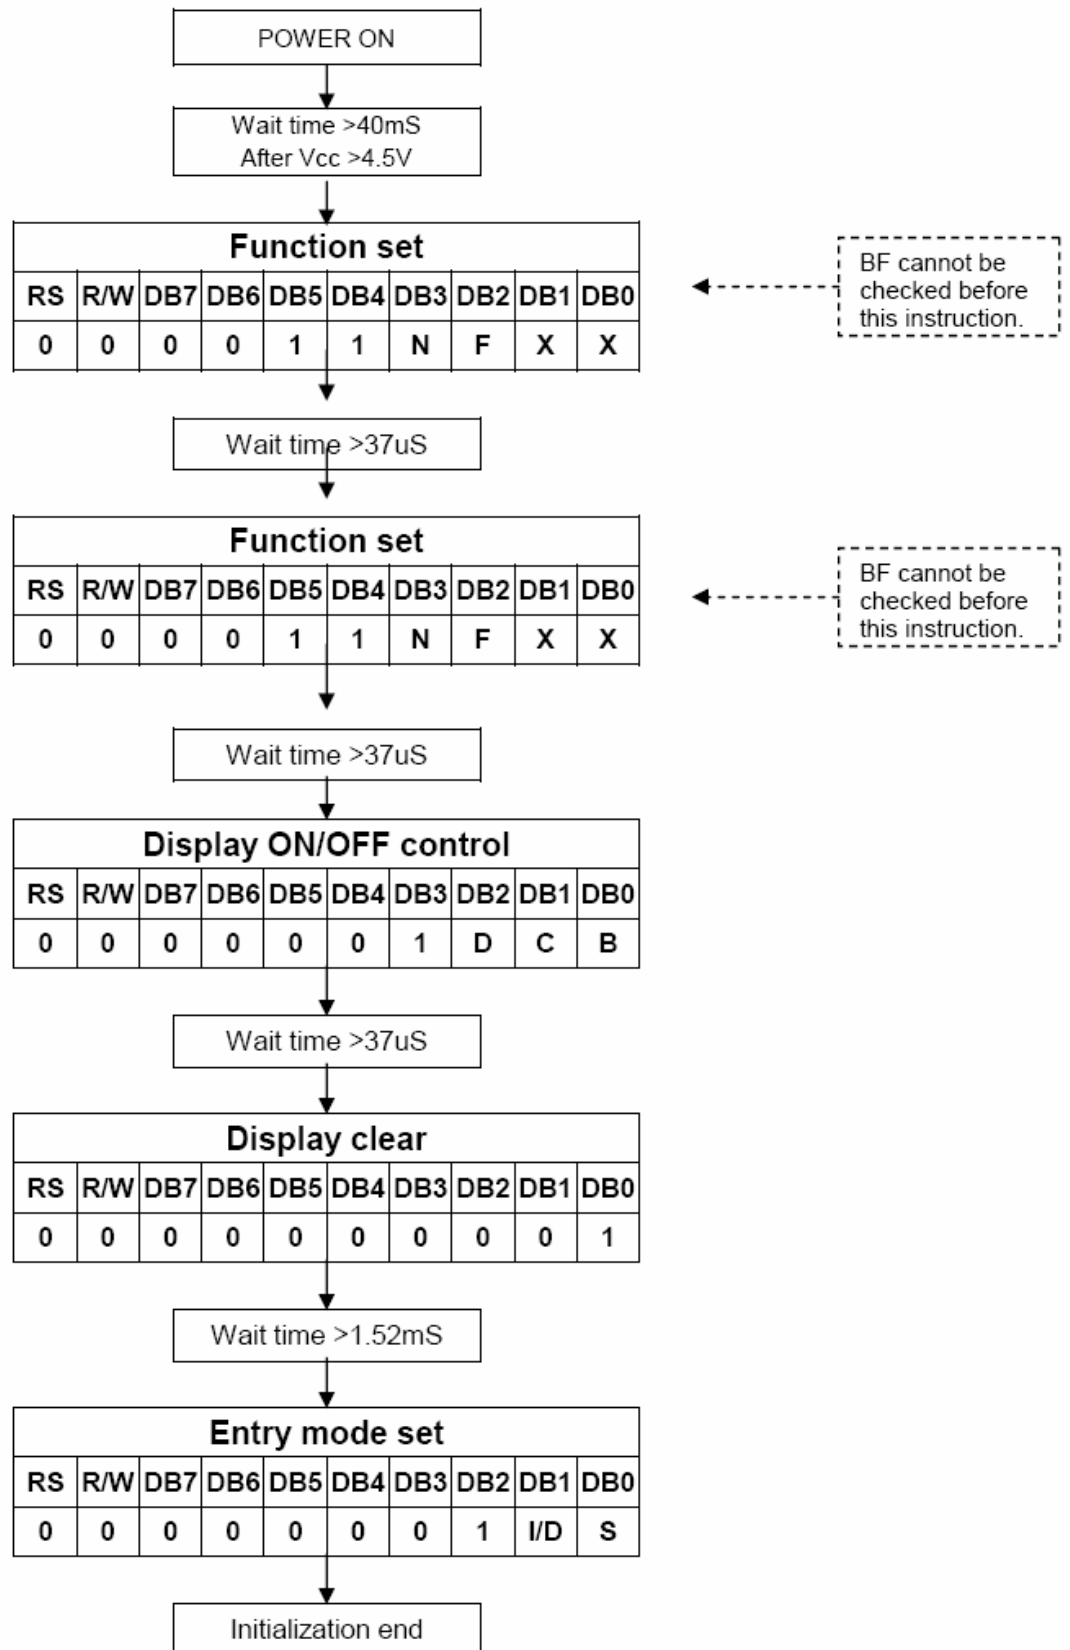 POWER ON
Wait time >40mS
After Vcc >4.5V
Function set
RS R/W DB7 DB6 DB5 DB4 DB3 DB2 DB1 DB0
0 0 0 0 1 1 N F X X
BF cannot be
checked before
this instruction.
Wait time >37uS
Function set
RS R/W DB7 DB6 DB5 DB4 DB3 DB2 DB1 DB0
0 0 0 0 1 1 N F X X
BF cannot be
checked before
this instruction.
Wait time >37uS
Display ON/OFF control
RS R/W DB7 DB6 DB5 DB4 DB3 DB2 DB1 DB0
0 0 0 0 0 0 1 D C B
Wait time >37uS
Display clear
RS R/W DB7 DB6 DB5 DB4 DB3 DB2 DB1 DB0
0 0 0 0 0 0 0 0 0 1
Wait time >1.52mS
Entry mode set
RS R/W DB7 DB6 DB5 DB4 DB3 DB2 DB1 DB0
0 0 0 0 0 0 0 1 I/D S
Initialization end